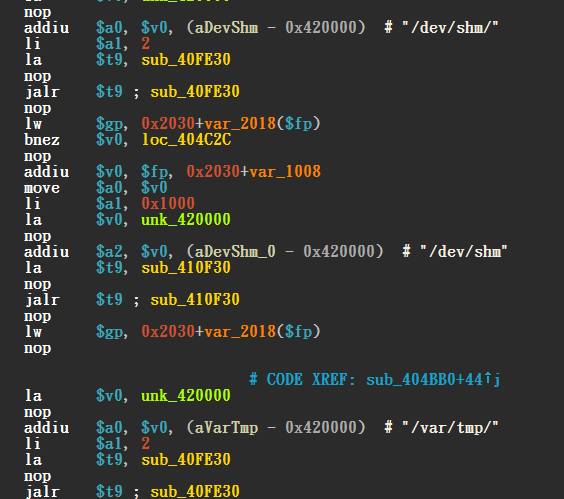 nop
addiu $a0, $v0, (aDevShm - 0x420000) # "/dev/shm/"
li $a1, 2
la $t9, sub_40FE30
nop
jalr $t9 ; sub_40FE30
nop
lw $gp, 0x2030+var_2018($fp)
bnez $v0, loc_404C2C
nop
addiu $v0, $fp, 0x2030+var_1008
move $a0, $v0
li $a1, 0x1000
la $v0, unk_420000
nop
addiu $a2, $v0, (aDevShm_0 - 0x420000) # "/dev/shm"
la $t9, sub_410F30
nop
jalr $t9 ; sub_410F30
nop
lw $gp, 0x2030+var_2018($fp)
nop
# CODE XREF: sub_404BB0+44↑j
la $v0, unk_420000
nop
addiu $a0, $v0, (aVarTmp - 0x420000) # "/var/tmp/"
li $a1, 2
la $t9, sub_40FE30
nop
jalr $t9 ; sub_40FE30